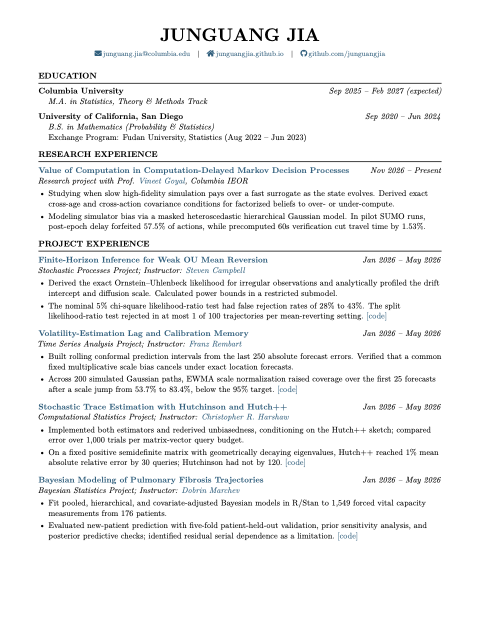 JUNGUANG JIA
junguang.jia@columbia.edu | junguangjia.github.io | github.com/junguangjia
EDUCATION
Columbia University Sep 2025 – Feb 2027 (expected)
M.A. in Statistics, Theory & Methods Track
University of California, San Diego Sep 2020 – Jun 2024
B.S. in Mathematics (Probability & Statistics)
Exchange Program: Fudan University, Statistics (Aug 2022 – Jun 2023)
RESEARCH EXPERIENCE
Value of Computation in Computation-Delayed Markov Decision Processes Nov 2026 – Present
Research project with Prof. Vineet Goyal, Columbia IEOR
• Studying when slow high-fidelity simulation pays over a fast surrogate as the state evolves. Derived exact
cross-age and cross-action covariance conditions for factorized beliefs to over- or under-compute.
• Modeling simulator bias via a masked heteroscedastic hierarchical Gaussian model. In pilot SUMO runs,
post-epoch delay forfeited 57.5% of actions, while precomputed 60s verification cut travel time by 1.53%.
PROJECT EXPERIENCE
Finite-Horizon Inference for Weak OU Mean Reversion Jan 2026 – May 2026
Stochastic Processes Project; Instructor: Steven Campbell
• Derived the exact Ornstein–Uhlenbeck likelihood for irregular observations and analytically profiled the drift
intercept and diffusion scale. Calculated power bounds in a restricted submodel.
• The nominal 5% chi-square likelihood-ratio test had false rejection rates of 28% to 43%. The split
likelihood-ratio test rejected in at most 1 of 100 trajectories per mean-reverting setting. [code]
Volatility-Estimation Lag and Calibration Memory Jan 2026 – May 2026
Time Series Analysis Project; Instructor: Franz Rembart
• Built rolling conformal prediction intervals from the last 250 absolute forecast errors. Verified that a common
fixed multiplicative scale bias cancels under exact location forecasts.
• Across 200 simulated Gaussian paths, EWMA scale normalization raised coverage over the first 25 forecasts
after a scale jump from 53.7% to 83.4%, below the 95% target. [code]
Stochastic Trace Estimation with Hutchinson and Hutch++ Jan 2026 – May 2026
Computational Statistics Project; Instructor: Christopher R. Harshaw
• Implemented both estimators and rederived unbiasedness, conditioning on the Hutch++ sketch; compared
error over 1,000 trials per matrix-vector query budget.
• On a fixed positive semidefinite matrix with geometrically decaying eigenvalues, Hutch++ reached 1% mean
absolute relative error by 30 queries; Hutchinson had not by 120. [code]
Bayesian Modeling of Pulmonary Fibrosis Trajectories Jan 2026 – May 2026
Bayesian Statistics Project; Instructor: Dobrin Marchev
• Fit pooled, hierarchical, and covariate-adjusted Bayesian models in R/Stan to 1,549 forced vital capacity
measurements from 176 patients.
• Evaluated new-patient prediction with five-fold patient-held-out validation, prior sensitivity analysis, and
posterior predictive checks; identified residual serial dependence as a limitation. [code]